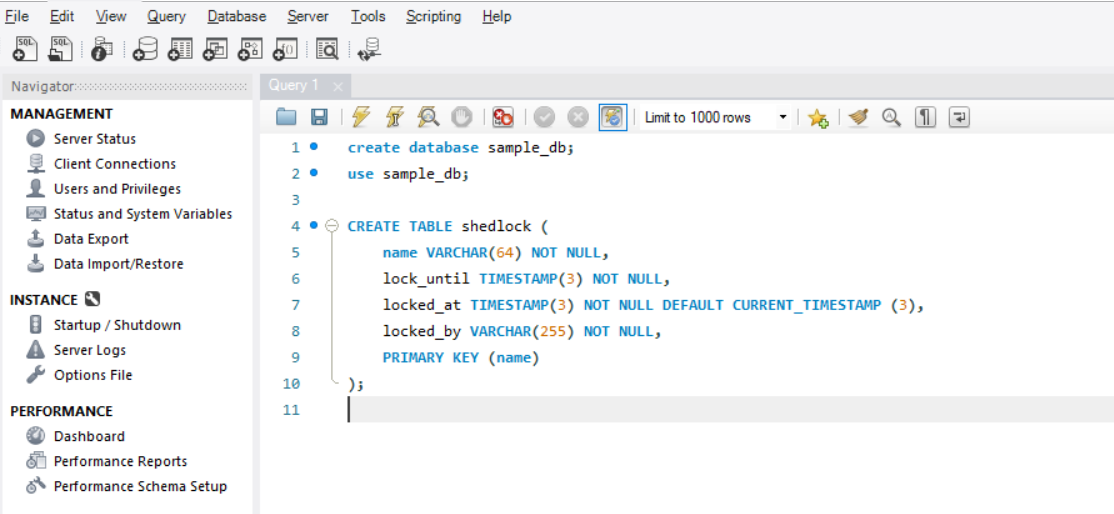 File Edit View Query Database Server Tools Scripting Help
SQL SQL
Navigator
Query 1
MANAGEMENT
Server Status
Client Connections
Users and Privileges
Status and System Variables
Data Export
Data Import/Restore
INSTANCE
Startup / Shutdown
Server Logs
Options File
PERFORMANCE
Dashboard
Performance Reports
Performance Schema Setup
Limit to 1000 rows
1 create database sample_db;
2 use sample_db;
3
4 CREATE TABLE shedlock (
5 name VARCHAR(64) NOT NULL,
6 lock_until TIMESTAMP(3) NOT NULL,
7 locked_at TIMESTAMP(3) NOT NULL DEFAULT CURRENT_TIMESTAMP (3),
8 locked_by VARCHAR(255) NOT NULL,
9 PRIMARY KEY (name)
10 );
11